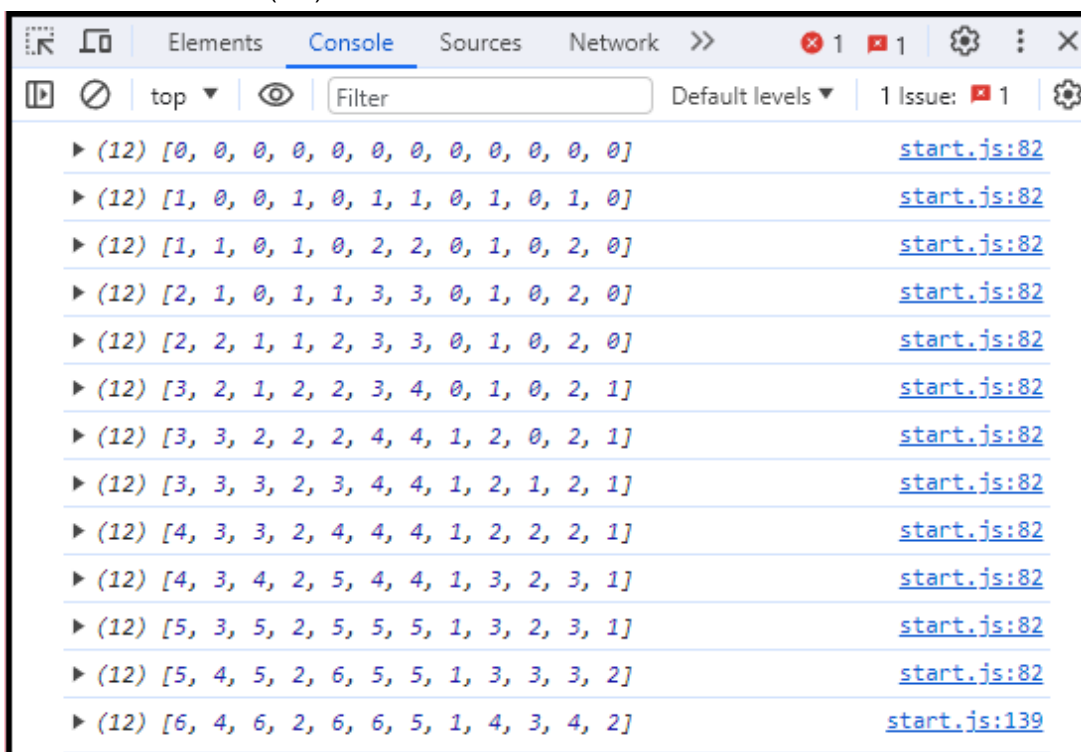 Elements Console Sources Network >> 1 1
top ▼ Filter Default levels ▼ 1 Issue: 1
▶ (12) [0, 0, 0, 0, 0, 0, 0, 0, 0, 0, 0, 0] start.js:82
▶ (12) [1, 0, 0, 1, 0, 1, 1, 0, 1, 0, 1, 0] start.js:82
▶ (12) [1, 1, 0, 1, 0, 2, 2, 0, 1, 0, 2, 0] start.js:82
▶ (12) [2, 1, 0, 1, 1, 3, 3, 0, 1, 0, 2, 0] start.js:82
▶ (12) [2, 2, 1, 1, 2, 3, 3, 0, 1, 0, 2, 0] start.js:82
▶ (12) [3, 2, 1, 2, 2, 3, 4, 0, 1, 0, 2, 1] start.js:82
▶ (12) [3, 3, 2, 2, 2, 4, 4, 1, 2, 0, 2, 1] start.js:82
▶ (12) [3, 3, 3, 2, 3, 4, 4, 1, 2, 1, 2, 1] start.js:82
▶ (12) [4, 3, 3, 2, 4, 4, 4, 1, 2, 2, 2, 1] start.js:82
▶ (12) [4, 3, 4, 2, 5, 4, 4, 1, 3, 2, 3, 1] start.js:82
▶ (12) [5, 3, 5, 2, 5, 5, 5, 1, 3, 2, 3, 1] start.js:82
▶ (12) [5, 4, 5, 2, 6, 5, 5, 1, 3, 3, 3, 2] start.js:82
▶ (12) [6, 4, 6, 2, 6, 6, 5, 1, 4, 3, 4, 2] start.js:139